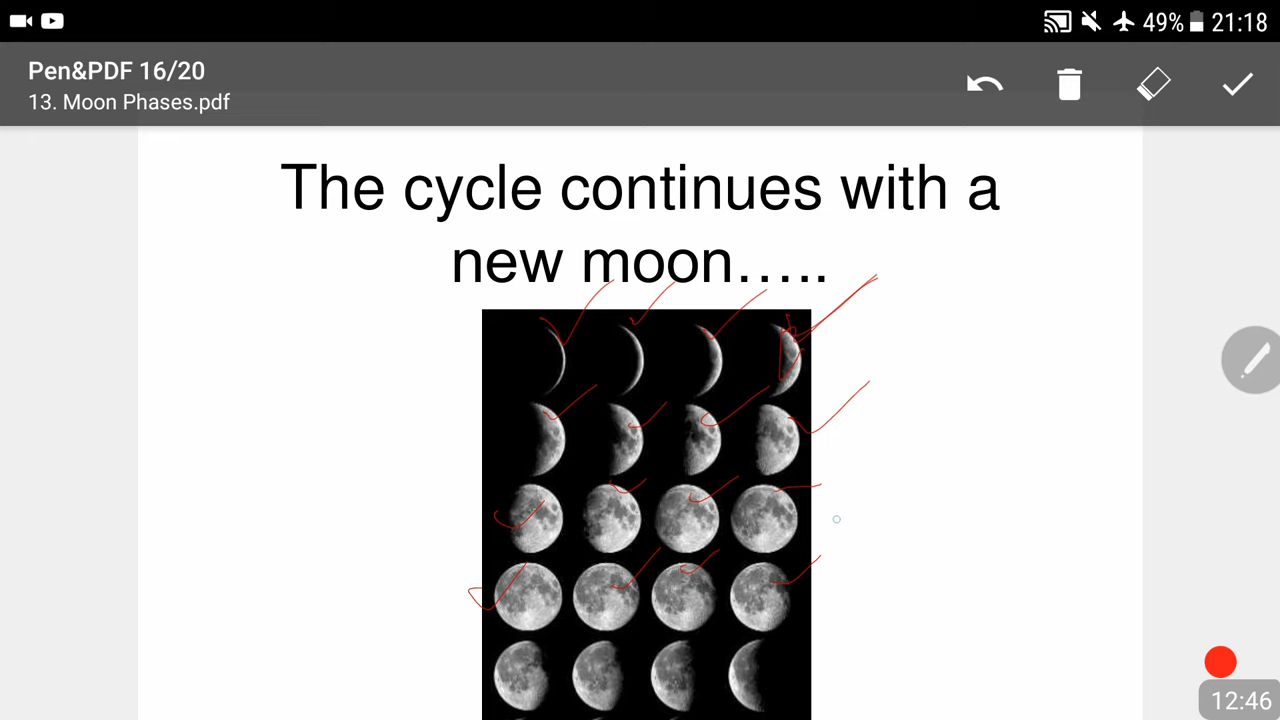 49% 21:18
Pen&PDF 16/20
13. Moon Phases.pdf
The cycle continues with a
new moon…..
12:46